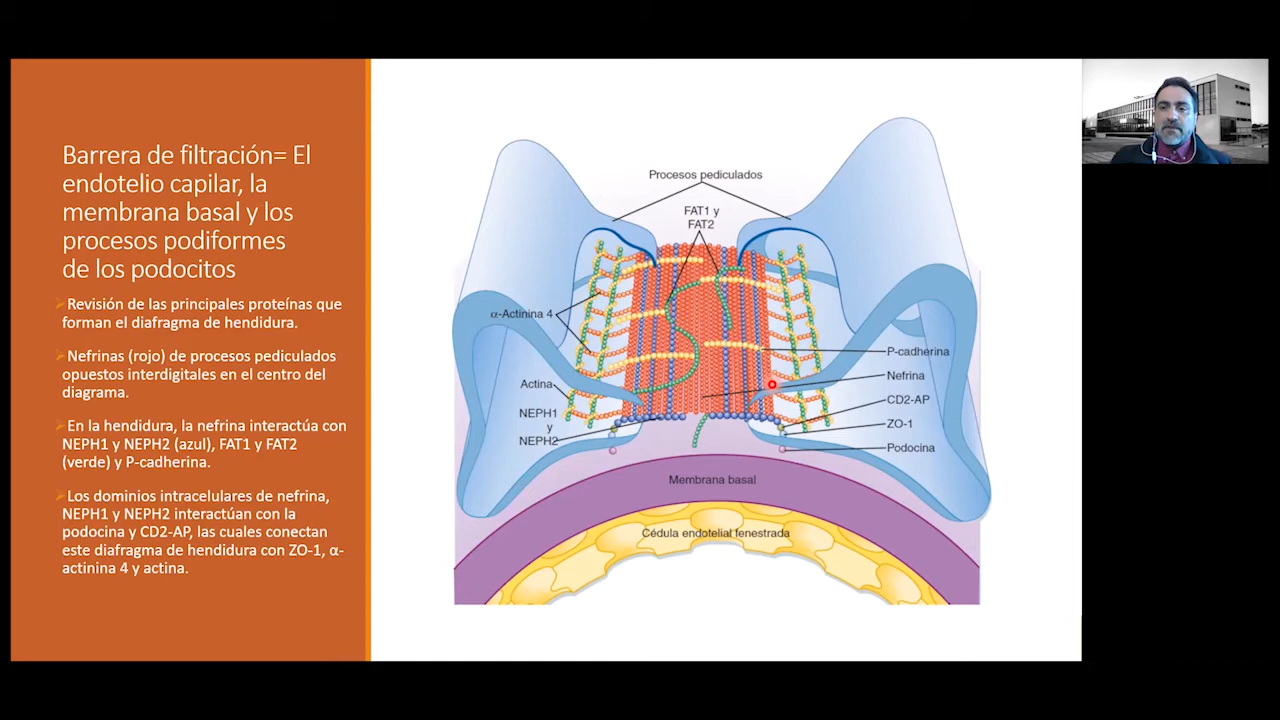 Barrera de filtración= El
endotelio capilar, la
membrana basal y los
procesos podiformes
de los podocitos
Revisión de las principales proteínas que
forman el diafragma de hendidura.
Nefrinas (rojo) de procesos pediculados
opuestos interdigitales en el centro del
diagrama.
En la hendidura, la nefrina interactúa con
NEPH1 y NEPH2 (azul), FAT1 y FAT2
(verde) y P-cadherina.
Los dominios intracelulares de nefrina,
NEPH1 y NEPH2 interactúan con la
podocina y CD2-AP, las cuales conectan
este diafragma de hendidura con ZO-1, α-
actinina 4 y actina.
Procesos pediculados
FAT1 y
FAT2
α-Actinina 4
Actina
NEPH1
y
NEPH2
P-cadherina
Nefrina
CD2-AP
ZO-1
Podocina
Membrana basal
Cédula endotelial fenestrada